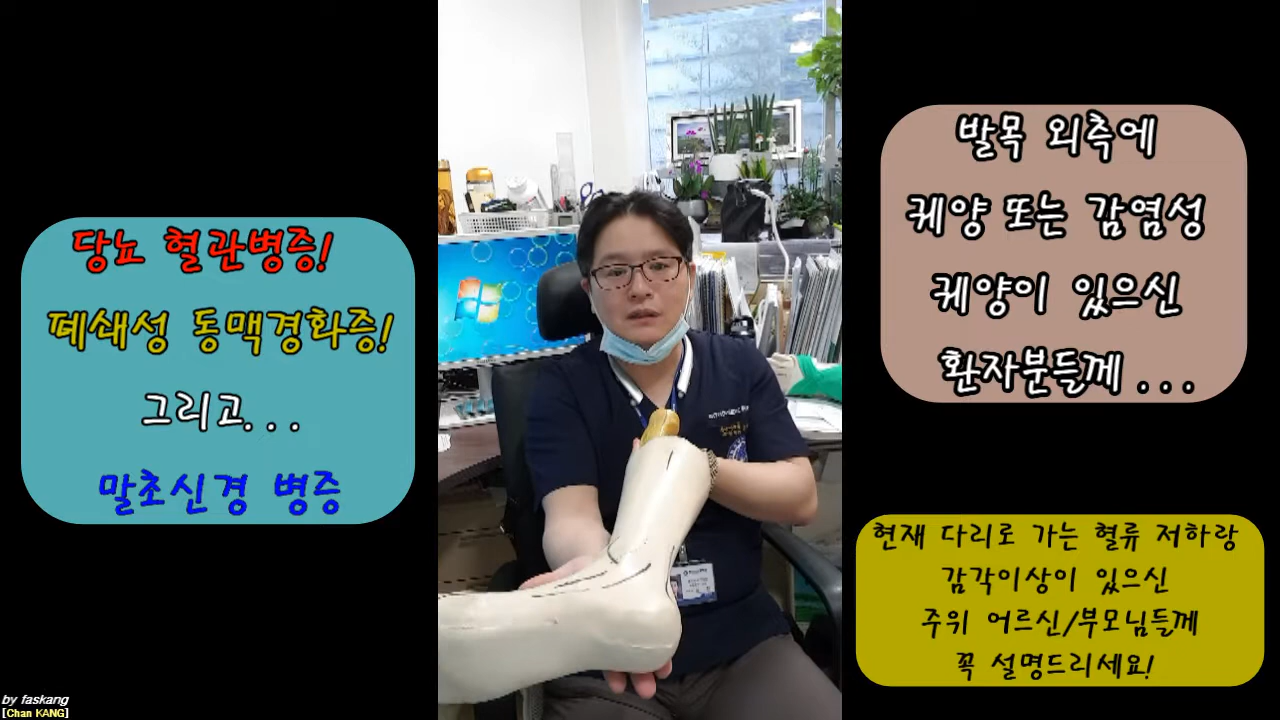 당뇨 혈관병증!
폐쇄성 동맥경화증!
그리고...
말초신경 병증
발목 외측에
궤양 또는 감염성
궤양이 있으신
환자분들께...
현재 다리로 가는 혈류 저하랑
감각이상이 있으신
주위 어르신/부모님들께
꼭 설명드리세요!
by faskang
[Chan KANG]